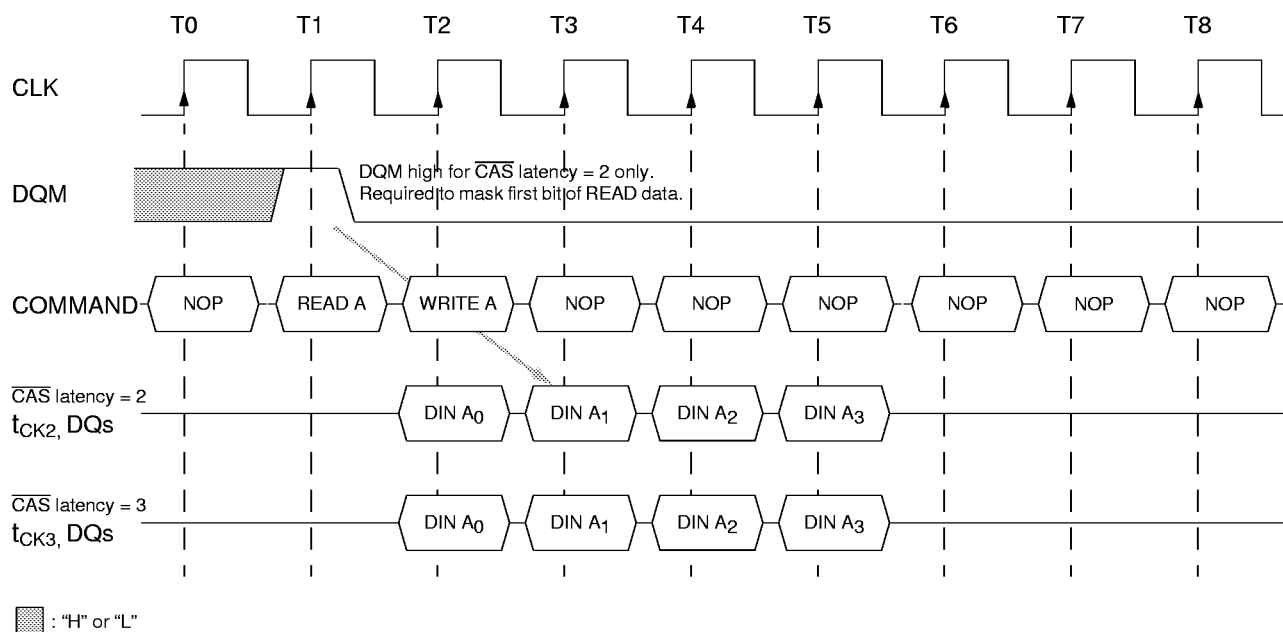 T0 T1 T2 T3 T4 T5 T6 T7 T8
CLK
DQM high for C̅A̅S̅ latency = 2 only.
Required to mask first bit of READ data.
DQM
COMMAND NOP READ A WRITE A NOP NOP NOP NOP NOP NOP
C̅A̅S̅ latency = 2
tCK2, DQs DIN A0 DIN A1 DIN A2 DIN A3
C̅A̅S̅ latency = 3
tCK3, DQs DIN A0 DIN A1 DIN A2 DIN A3
: “H” or “L”